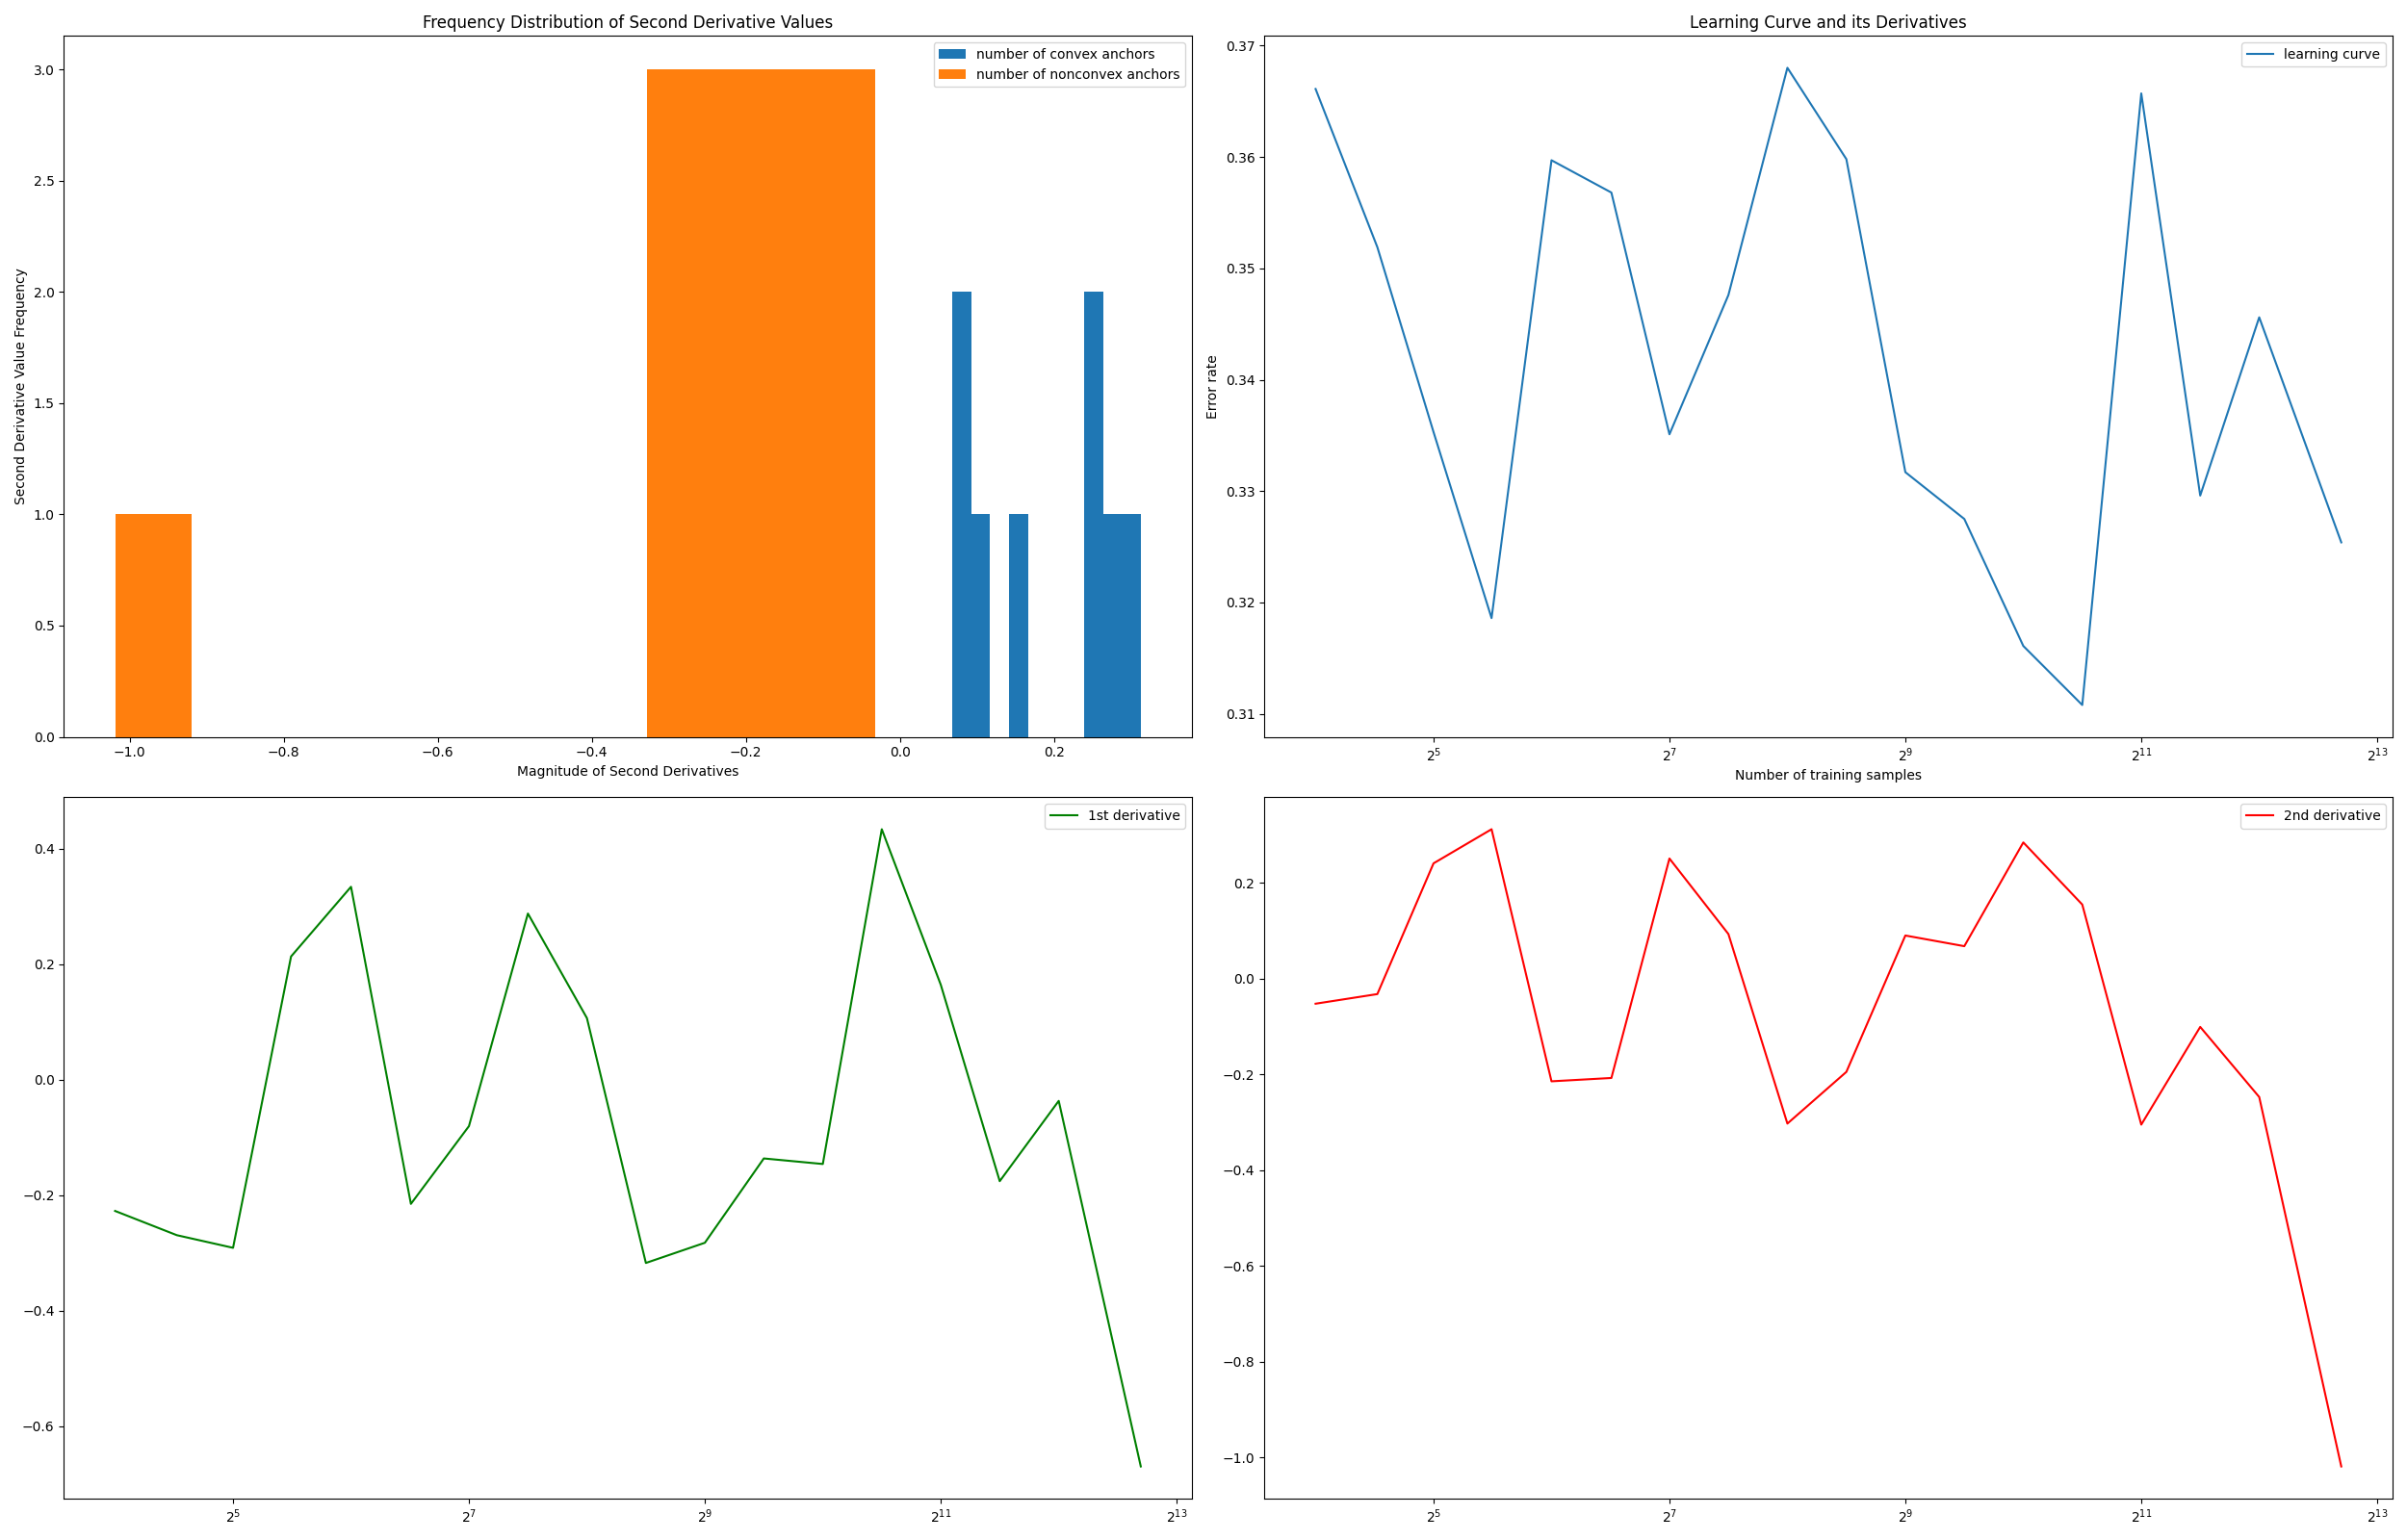 Frequency Distribution of Second Derivative Values
number of convex anchors
number of nonconvex anchors
Second Derivative Value Frequency
3.0
2.5
2.0
1.5
1.0
0.5
0.0
−1.0 −0.8 −0.6 −0.4 −0.2 0.0 0.2
Magnitude of Second Derivatives
Learning Curve and its Derivatives
learning curve
Error rate
0.37
0.36
0.35
0.34
0.33
0.32
0.31
2^5 2^7 2^9 2^11 2^13
Number of training samples
1st derivative
0.4
0.2
0.0
−0.2
−0.4
−0.6
2^5 2^7 2^9 2^11 2^13
2nd derivative
0.2
0.0
−0.2
−0.4
−0.6
−0.8
−1.0
2^5 2^7 2^9 2^11 2^13